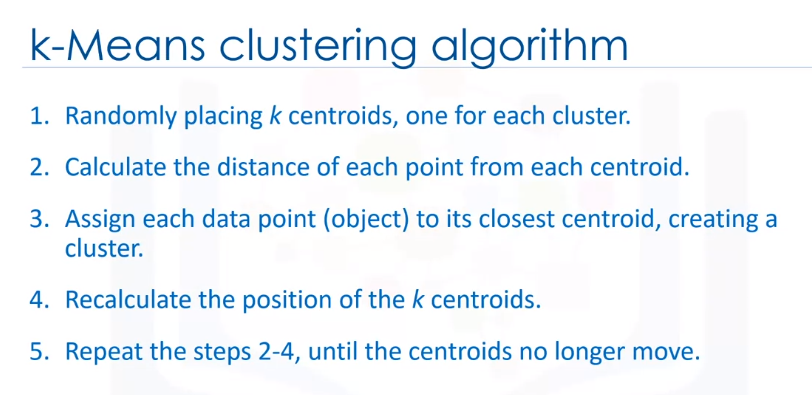 k-Means clustering algorithm
1. Randomly placing k centroids, one for each cluster.
2. Calculate the distance of each point from each centroid.
3. Assign each data point (object) to its closest centroid, creating a
cluster.
4. Recalculate the position of the k centroids.
5. Repeat the steps 2-4, until the centroids no longer move.